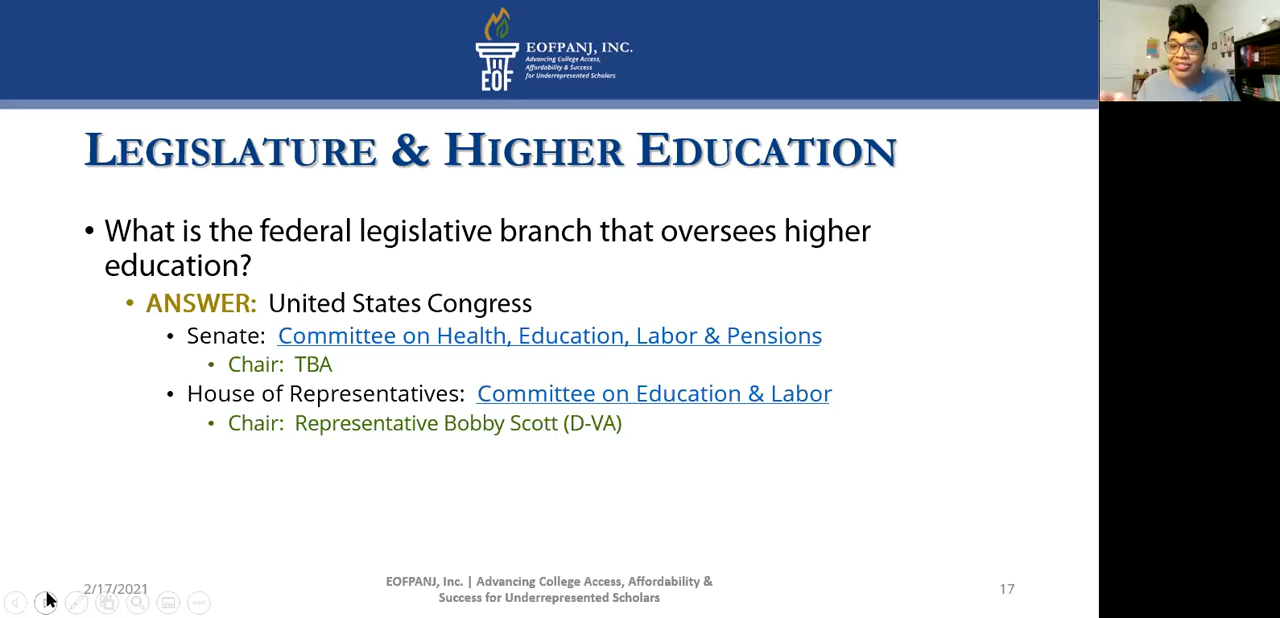 EOF
EOFPANJ, INC.
Advancing College Access,
Affordability & Success
for Underrepresented Scholars
LEGISLATURE & HIGHER EDUCATION
• What is the federal legislative branch that oversees higher
education?
• ANSWER: United States Congress
• Senate: Committee on Health, Education, Labor & Pensions
• Chair: TBA
• House of Representatives: Committee on Education & Labor
• Chair: Representative Bobby Scott (D-VA)
2/17/2021
EOFPANJ, Inc. | Advancing College Access, Affordability &
Success for Underrepresented Scholars
17